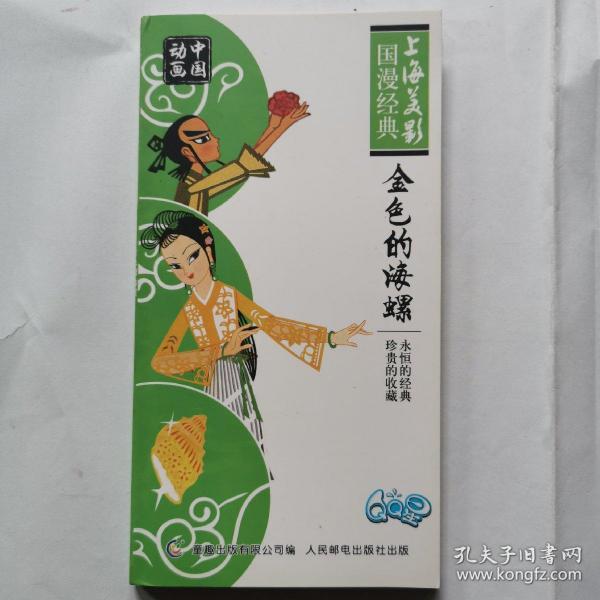 中国
动画
上海美影
国漫经典
金色的海螺
永恒的经典
珍贵的收藏
QQ星
童趣出版有限公司编 人民邮电出版社出版
孔夫子旧书网
www.kongfz.com